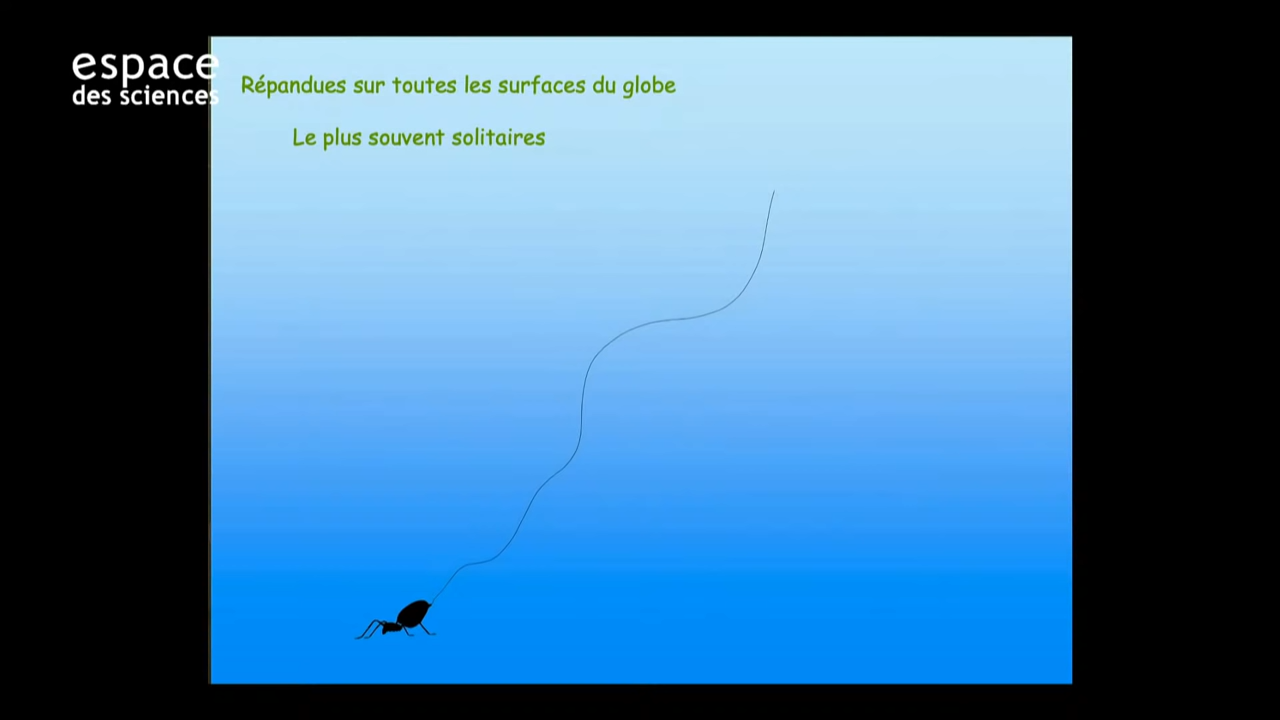 espace
des sciences
Répandues sur toutes les surfaces du globe
Le plus souvent solitaires